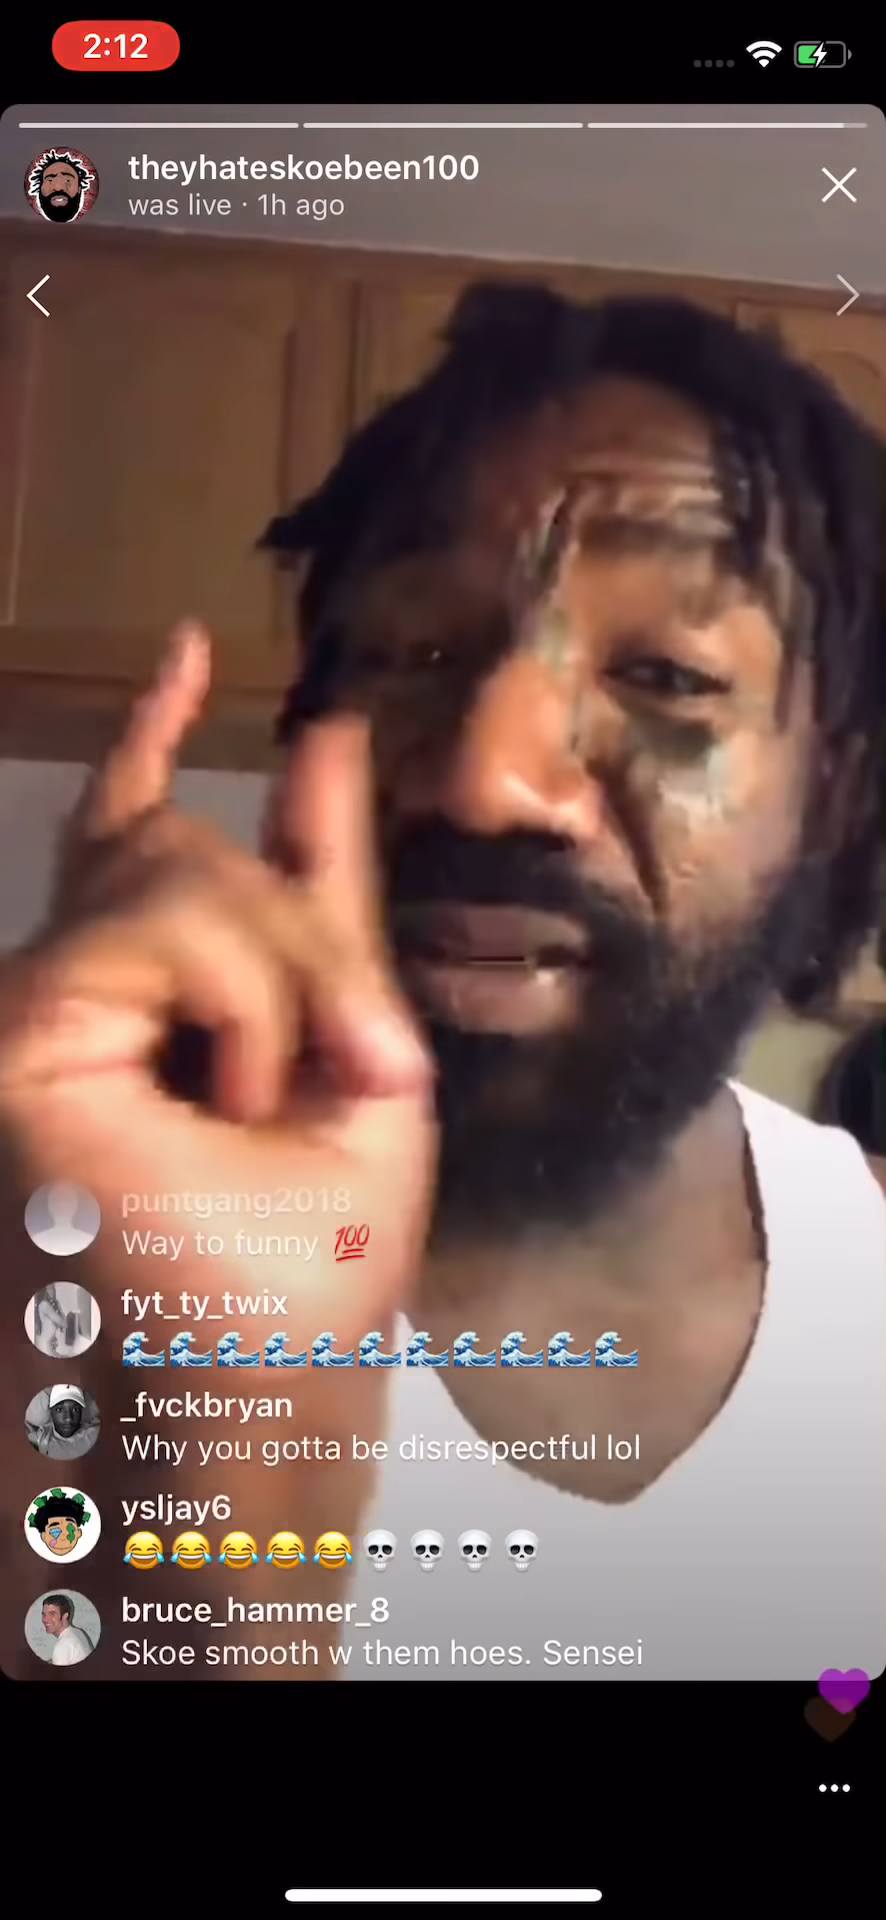 2:12
theyhateskoebeen100
was live · 1h ago
puntgang2018
Way to funny 💯
fyt_ty_twix
🌊🌊🌊🌊🌊🌊🌊🌊🌊🌊🌊
_fvckbryan
Why you gotta be disrespectful lol
ysljay6
😂😂😂😂😂💀💀💀💀
bruce_hammer_8
Skoe smooth w them hoes. Sensei